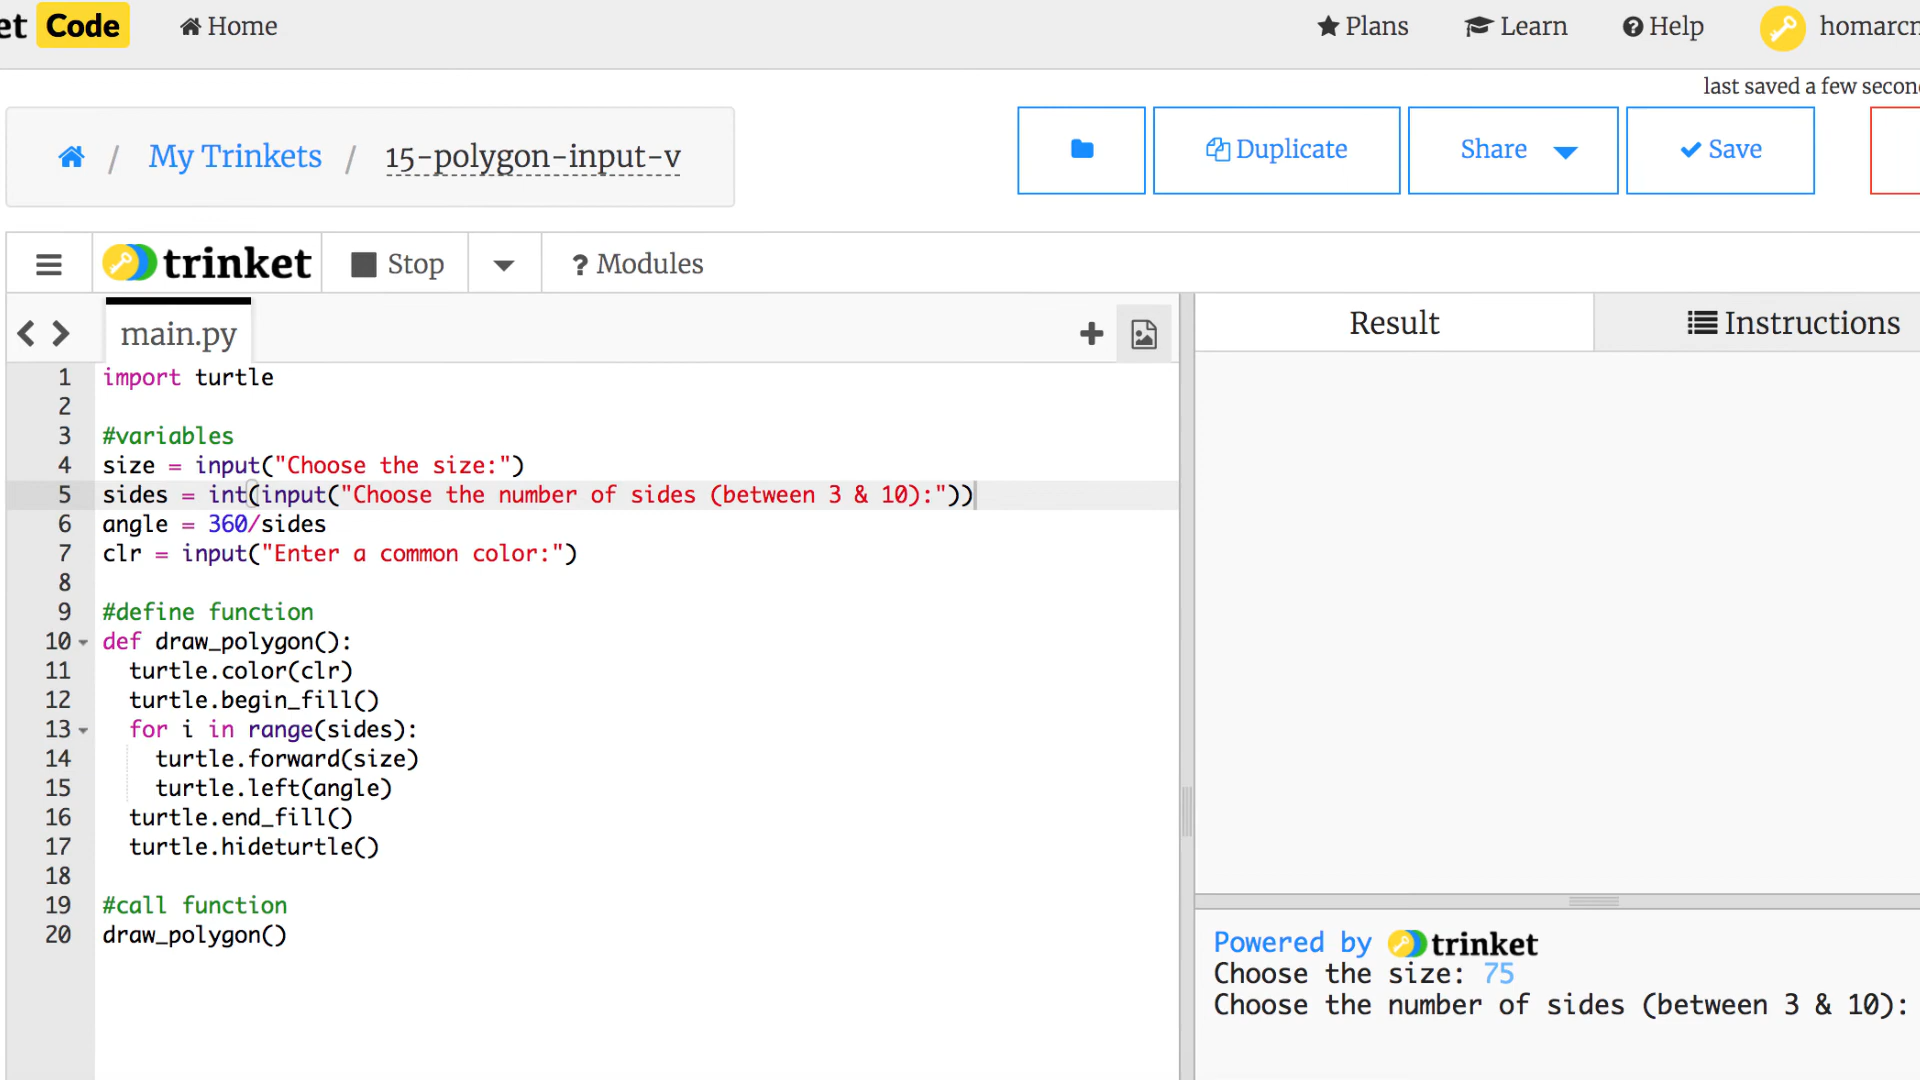 et Code Home Plans Learn Help homarcn
last saved a few secon
/ My Trinkets / 15-polygon-input-v Duplicate Share Save
trinket Stop ? Modules
main.py Result Instructions
1 import turtle
2
3 #variables
4 size = input("Choose the size:")
5 sides = int(input("Choose the number of sides (between 3 & 10):"))
6 angle = 360/sides
7 clr = input("Enter a common color:")
8
9 #define function
10 def draw_polygon():
11 turtle.color(clr)
12 turtle.begin_fill()
13 for i in range(sides):
14 turtle.forward(size)
15 turtle.left(angle)
16 turtle.end_fill()
17 turtle.hideturtle()
18
19 #call function
20 draw_polygon()
Powered by trinket
Choose the size: 75
Choose the number of sides (between 3 & 10):